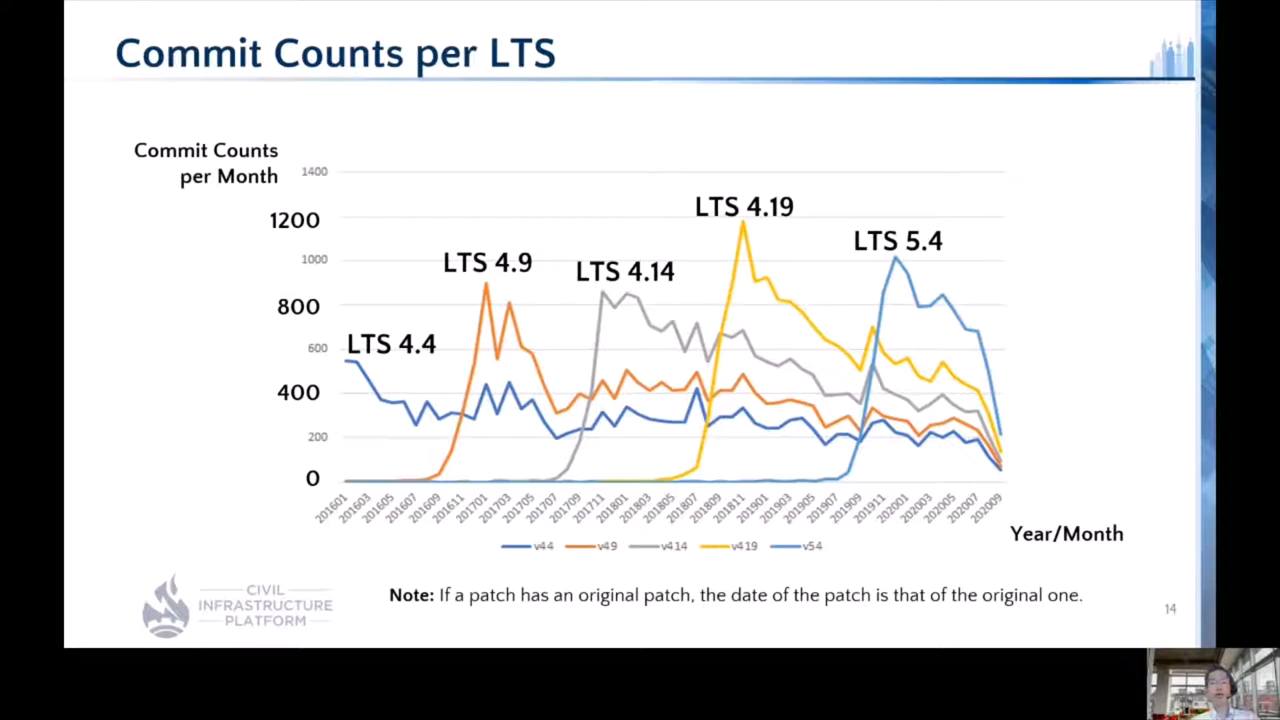 Commit Counts per LTS
Commit Counts
per Month
1400
1200
1000
800
600
400
200
0
LTS 4.4
LTS 4.9
LTS 4.14
LTS 4.19
LTS 5.4
201601
201603
201605
201607
201609
201611
201701
201703
201705
201707
201709
201711
201801
201803
201805
201807
201809
201811
201901
201903
201905
201907
201909
201911
202001
202003
202005
202007
202009
Year/Month
v44 v49 v414 v419 v54
CIVIL
INFRASTRUCTURE
PLATFORM
Note: If a patch has an original patch, the date of the patch is that of the original one.
14